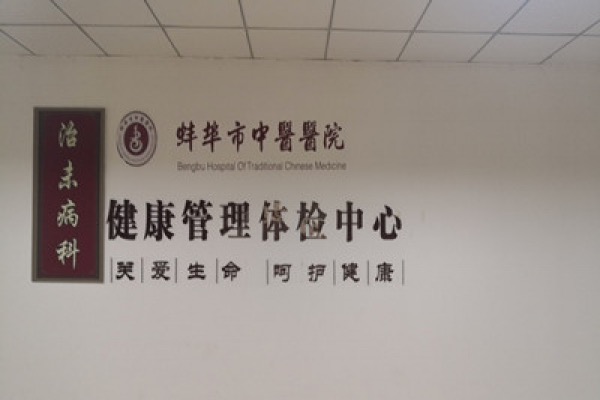 治未病科
蚌埠市中醫醫院
Bengbu Hospital Of Traditional Chinese Medicine
健康管理体检中心
关爱生命 呵护健康